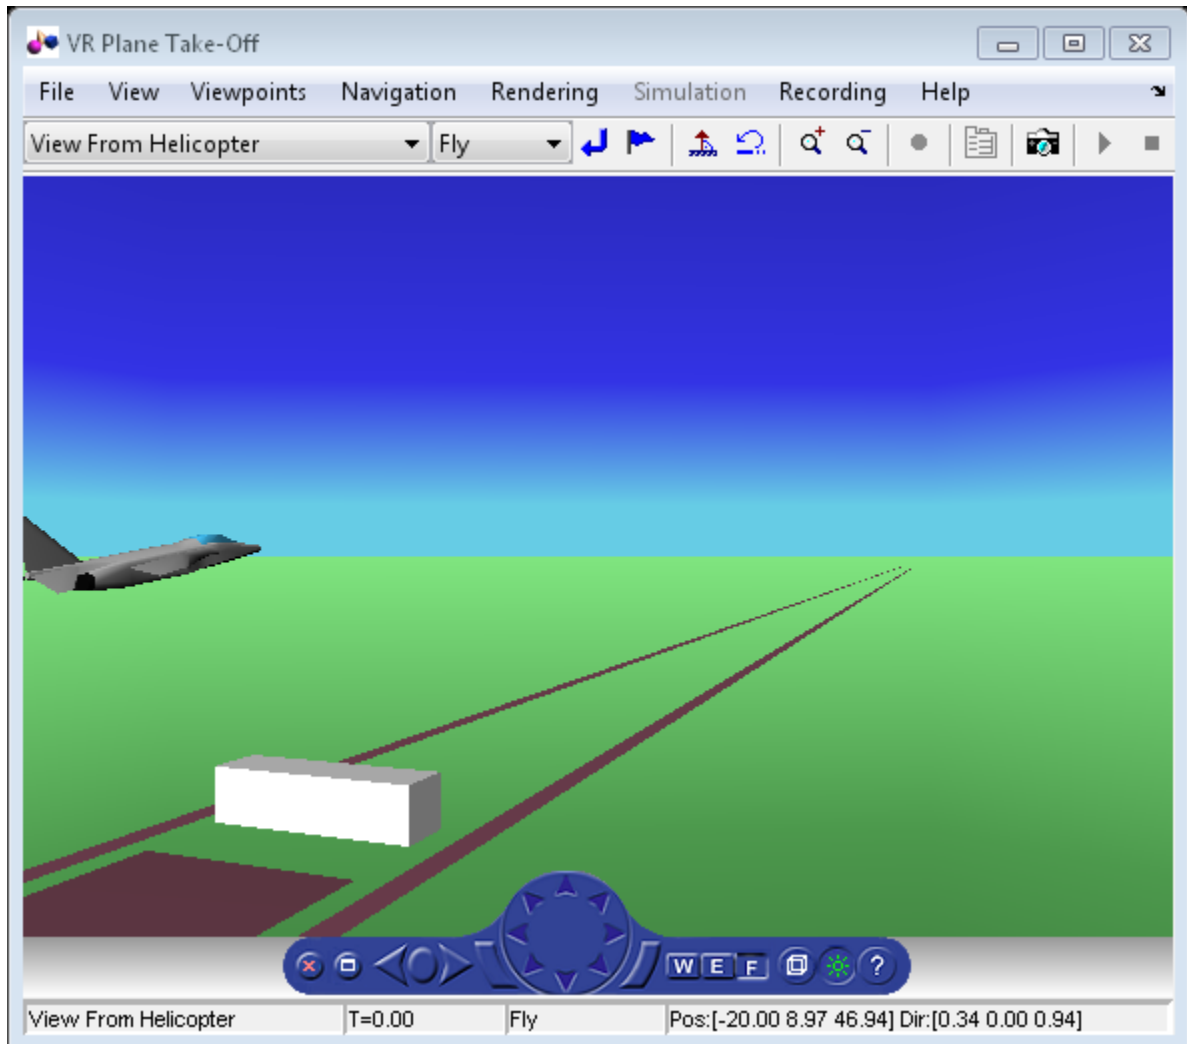 VR Plane Take-Off
File View Viewpoints Navigation Rendering Simulation Recording Help
View From Helicopter Fly
W E F ?
View From Helicopter T=0.00 Fly Pos:[-20.00 8.97 46.94] Dir:[0.34 0.00 0.94]